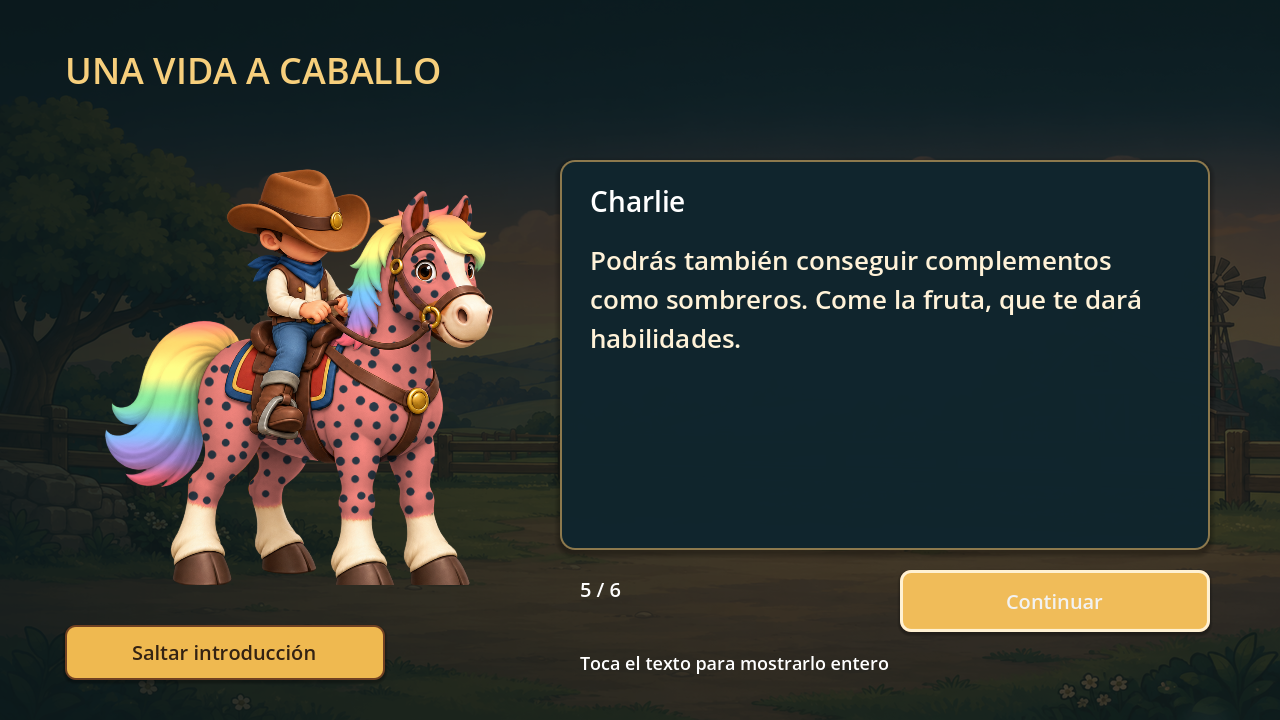 UNA VIDA A CABALLO
Charlie
Podrás también conseguir complementos
como sombreros. Come la fruta, que te dará
habilidades.
5 / 6
Continuar
Saltar introducción
Toca el texto para mostrarlo entero